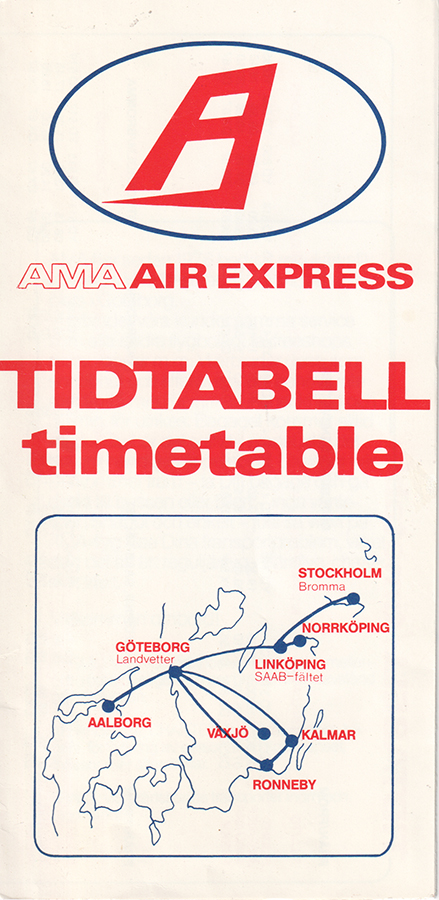 AMA AIR EXPRESS
TIDTABELL
timetable
STOCKHOLM
Bromma
NORRKÖPING
GÖTEBORG
Landvetter
LINKÖPING
SAAB-fältet
AALBORG
VÄXJÖ
KALMAR
RONNEBY